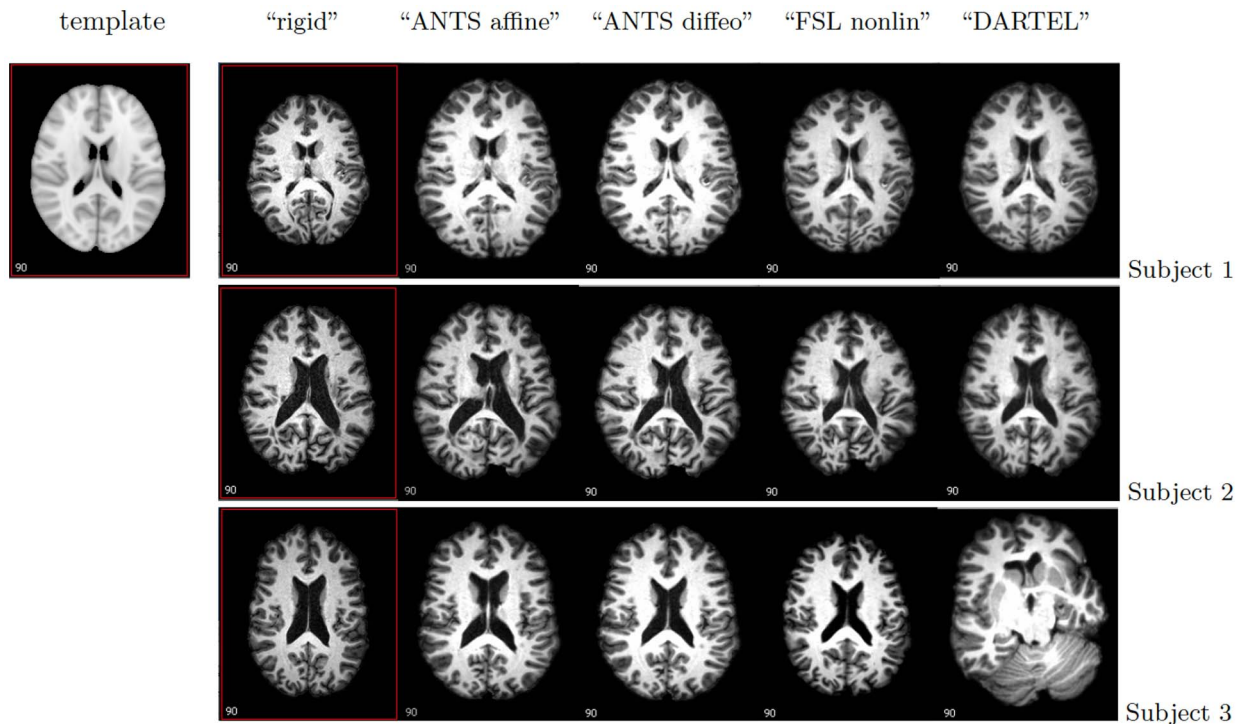 template “rigid” “ANTS affine” “ANTS diffeo” “FSL nonlin” “DARTEL”
90 90 90 90 90 90
Subject 1
90 90 90 90 90
Subject 2
90 90 90 90 90
Subject 3